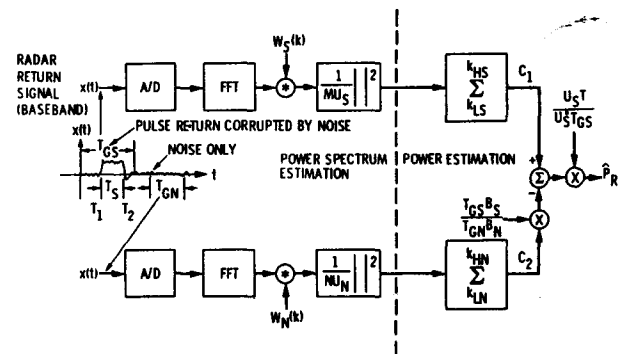 RADAR
RETURN
SIGNAL
(BASEBAND)
x(t)
A/D
FFT
W_S(k)
*
1
MU_S
| |²
k_HS
Σ
k_LS
C_1
U_S T
U_S^* T_GS
x(t)
T_GS
PULSE RETURN CORRUPTED BY NOISE
NOISE ONLY
t
T_S
T_GN
T_1
T_2
POWER SPECTRUM
ESTIMATION
POWER ESTIMATION
+
Σ
-
X
P̂_R
T_GS B_S
T_GN B_N
X
x(t)
A/D
FFT
*
W_N(k)
1
NU_N
| |²
k_HN
Σ
k_LN
C_2